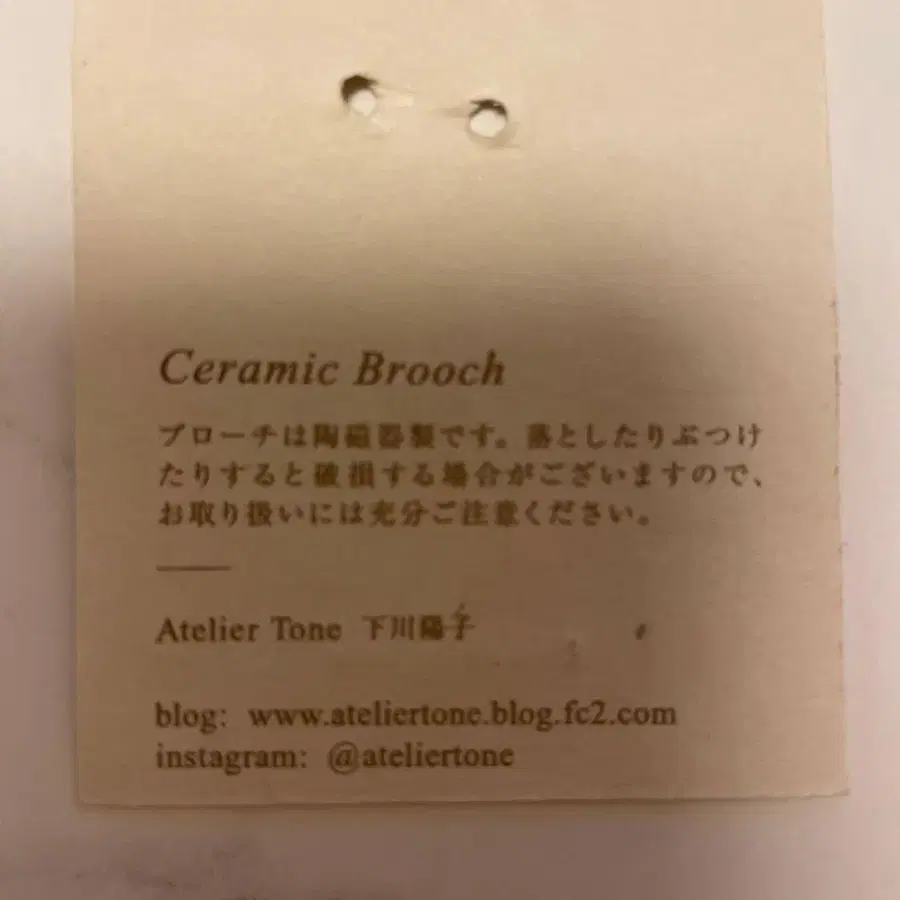 Ceramic Brooch
ブローチは陶磁器製です。落としたりぶつけ
たりすると破損する場合がございますので、
お取り扱いには充分ご注意ください。
Atelier Tone 下川陽子
blog: www.ateliertone.blog.fc2.com
instagram: @ateliertone